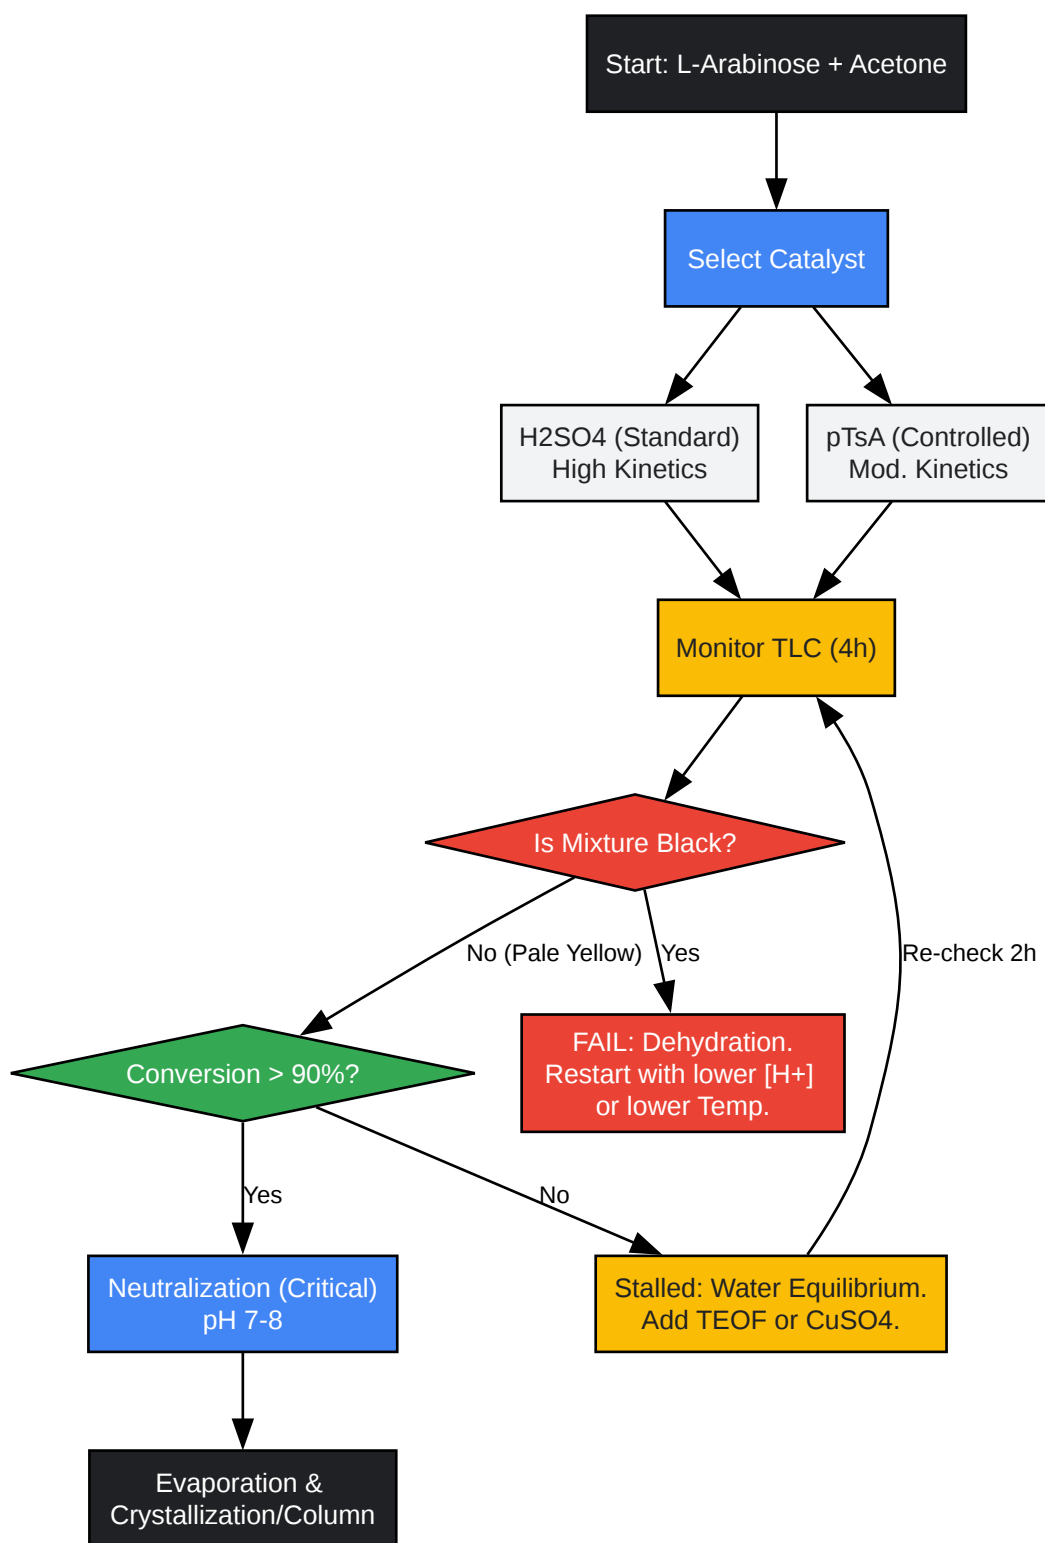 Start: L-Arabinose + Acetone
Select Catalyst
H2SO4 (Standard)
High Kinetics
pTsA (Controlled)
Mod. Kinetics
Monitor TLC (4h)
Is Mixture Black?
No (Pale Yellow)
Yes
Re-check 2h
FAIL: Dehydration.
Restart with lower [H+]
or lower Temp.
Conversion > 90%?
Yes
No
Neutralization (Critical)
pH 7-8
Stalled: Water Equilibrium.
Add TEOF or CuSO4.
Evaporation &
Crystallization/Column